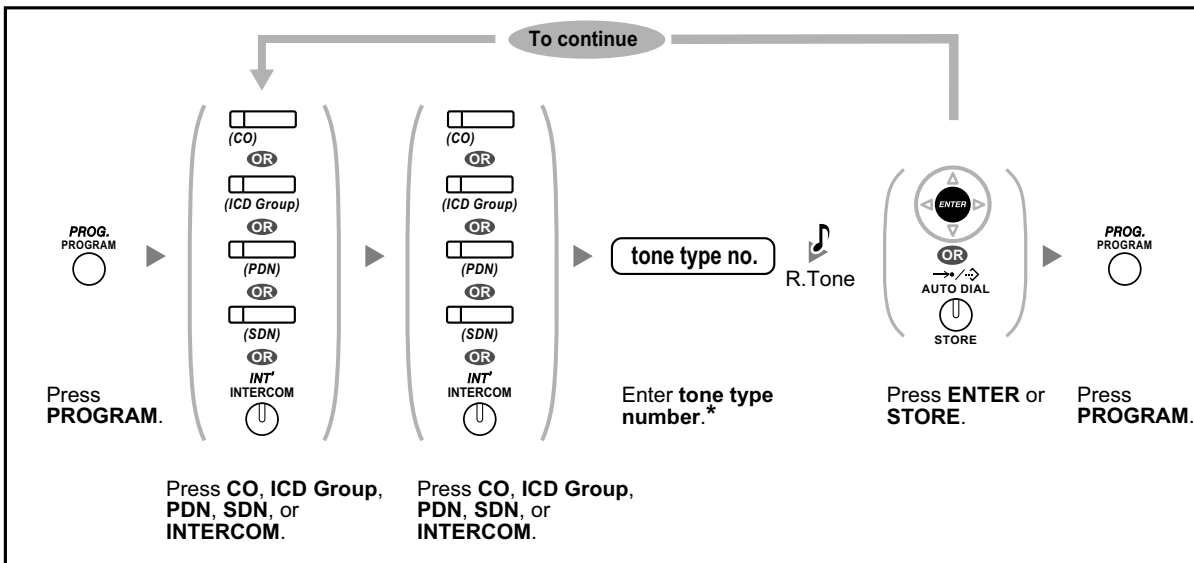 To continue
PROG.
PROGRAM
(CO)
OR
(ICD Group)
OR
(PDN)
OR
(SDN)
OR
INT'
INTERCOM
(CO)
OR
(ICD Group)
OR
(PDN)
OR
(SDN)
OR
INT'
INTERCOM
tone type no.
R.Tone
ENTER
OR
AUTO DIAL
STORE
PROG.
PROGRAM
Press
PROGRAM.
Press CO, ICD Group,
PDN, SDN, or
INTERCOM.
Press CO, ICD Group,
PDN, SDN, or
INTERCOM.
Enter tone type
number.*
Press ENTER or
STORE.
Press
PROGRAM.